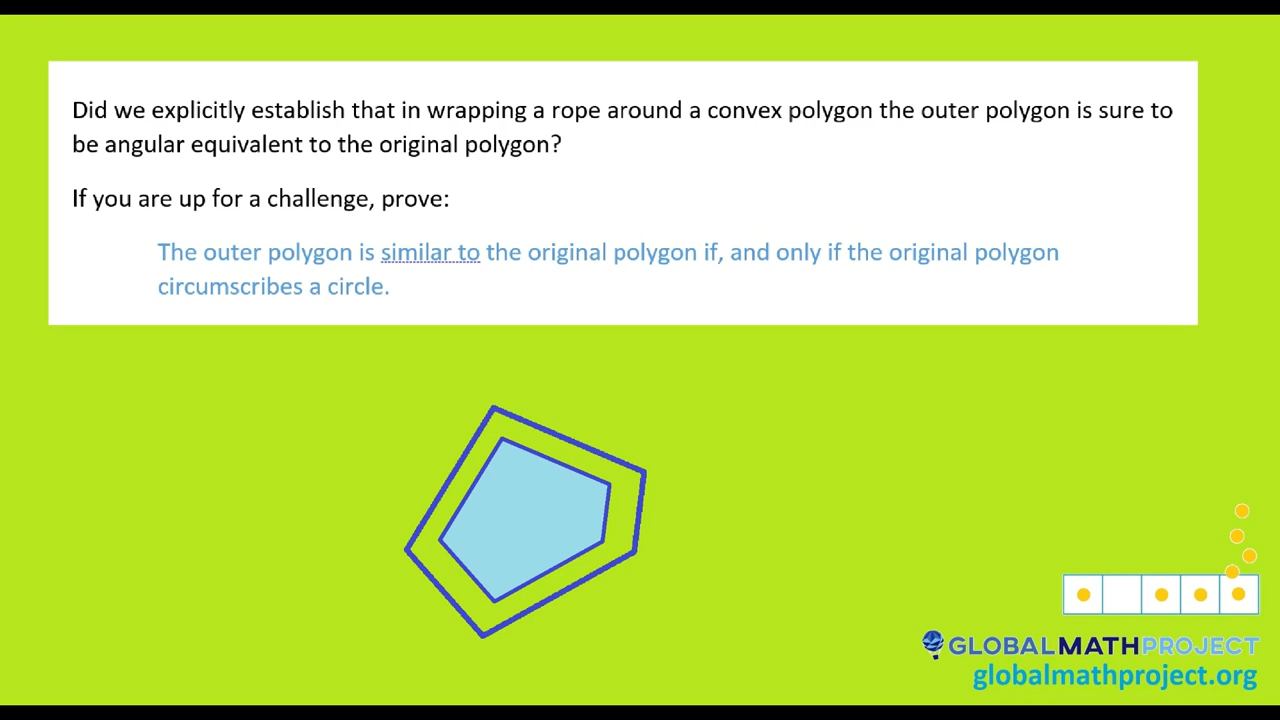 Did we explicitly establish that in wrapping a rope around a convex polygon the outer polygon is sure to
be angular equivalent to the original polygon?
If you are up for a challenge, prove:
The outer polygon is similar to the original polygon if, and only if the original polygon
circumscribes a circle.
GLOBALMATHPROJECT
globalmathproject.org